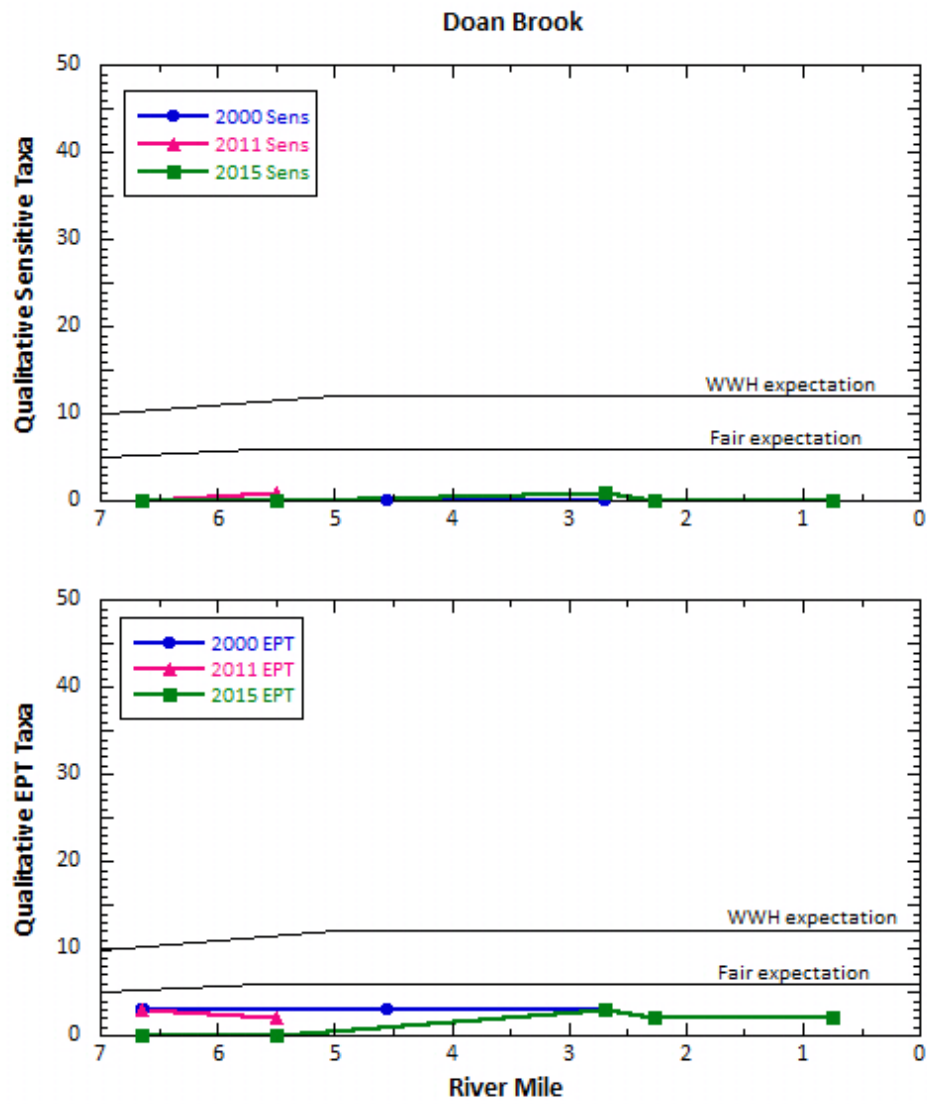 Doan Brook
Qualitative Sensitive Taxa
50
40
30
20
10
0
2000 Sens
2011 Sens
2015 Sens
WWH expectation
Fair expectation
7 6 5 4 3 2 1 0
Qualitative EPT Taxa
50
40
30
20
10
0
2000 EPT
2011 EPT
2015 EPT
WWH expectation
Fair expectation
7 6 5 4 3 2 1 0
River Mile